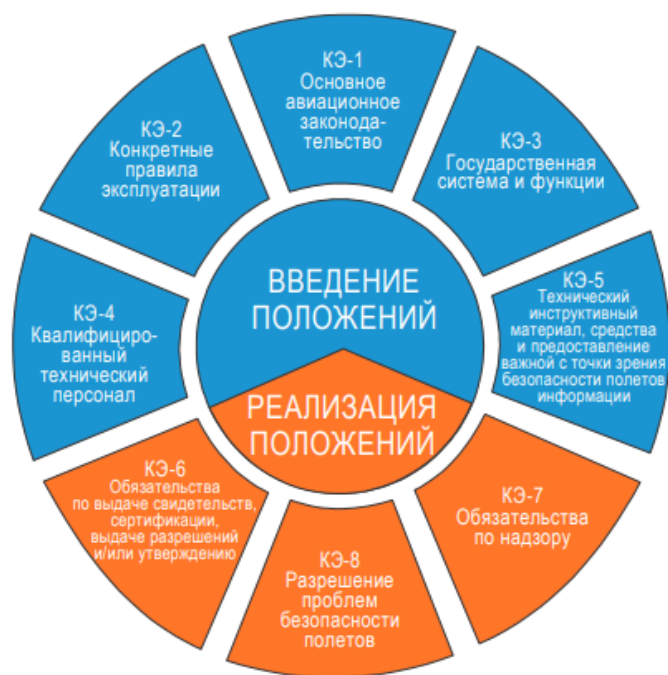 КЭ-1
Основное
авиационное
законода-
тельство
КЭ-2
Конкретные
правила
эксплуатации
КЭ-3
Государственная
система и функции
КЭ-4
Квалифициро-
ванный
технический
персонал
ВВЕДЕНИЕ
ПОЛОЖЕНИЙ
КЭ-5
Технический
инструктивный
материал, средства
и предоставление
важной с точки зрения
безопасности полетов
информации
РЕАЛИЗАЦИЯ
ПОЛОЖЕНИЙ
КЭ-6
Обязательства
по выдаче свидетельств,
сертификации,
выдаче разрешений
и/или утверждению
КЭ-7
Обязательства
по надзору
КЭ-8
Разрешение
проблем
безопасности
полетов